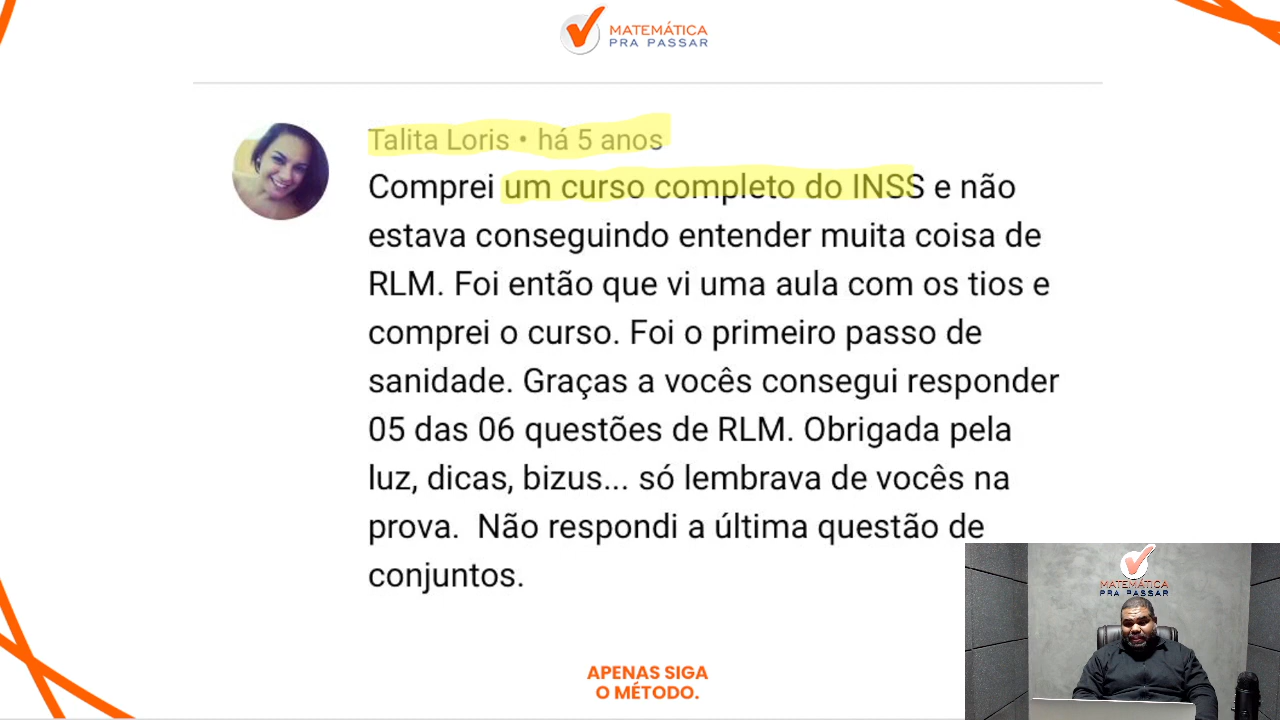 MATEMÁTICA
PRA PASSAR
Talita Loris • há 5 anos
Comprei um curso completo do INSS e não
estava conseguindo entender muita coisa de
RLM. Foi então que vi uma aula com os tios e
comprei o curso. Foi o primeiro passo de
sanidade. Graças a vocês consegui responder
05 das 06 questões de RLM. Obrigada pela
luz, dicas, bizus... só lembrava de vocês na
prova.  Não respondi a última questão de
conjuntos.
MATEMÁTICA
PRA PASSAR
APENAS SIGA
O MÉTODO.